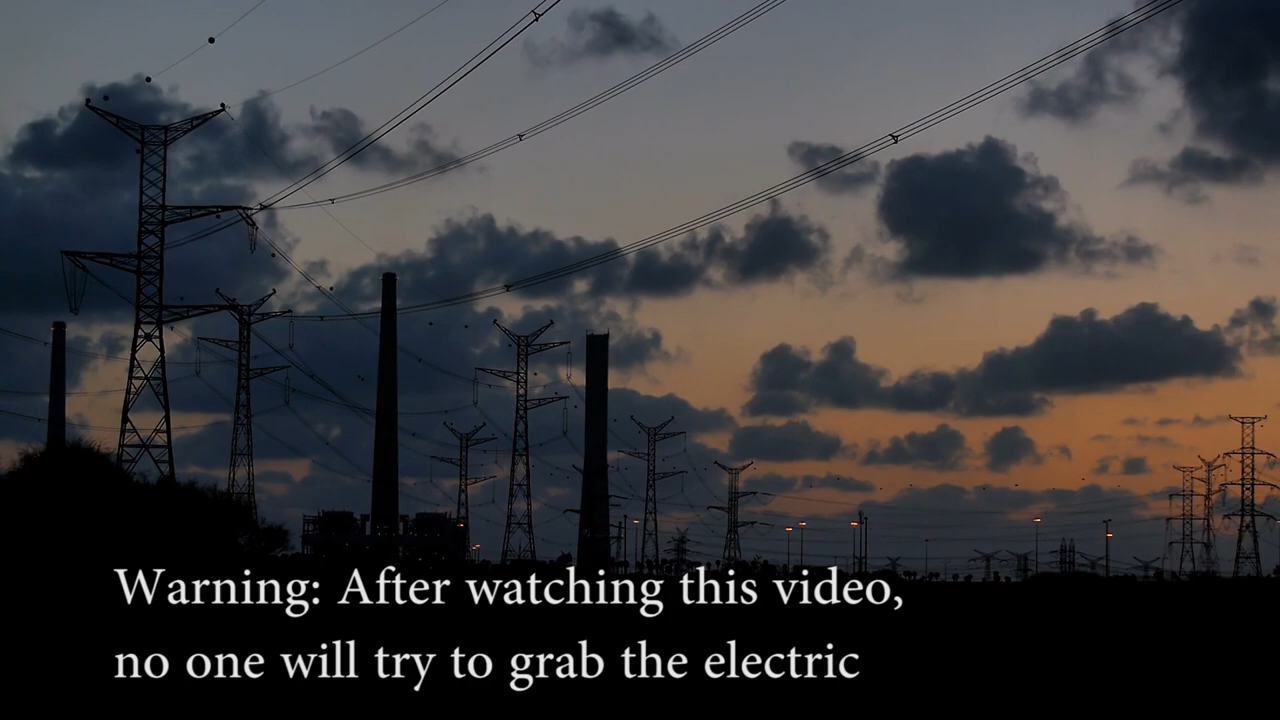 Warning: After watching this video,
no one will try to grab the electric